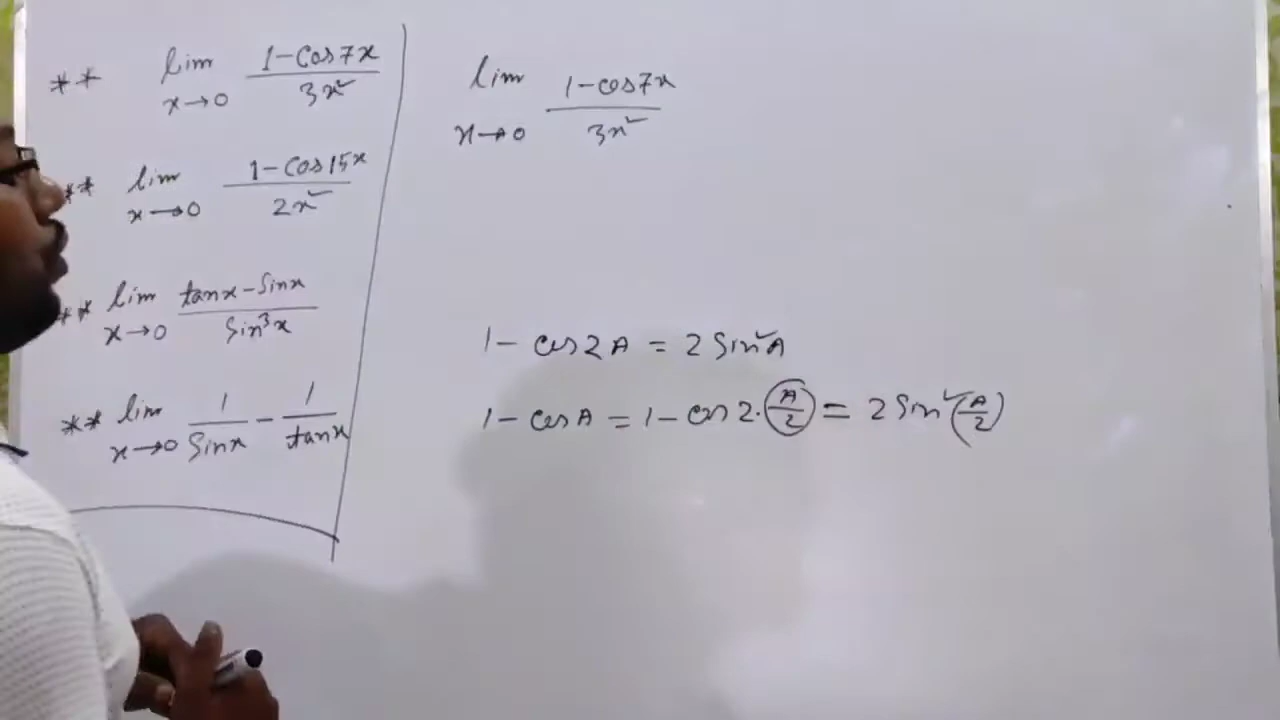 ** lim x→0 (1-cos7x)/(3x²)
** lim x→0 (1-cos15x)/(2x²)
** lim x→0 (tanx-sinx)/(sin³x)
** lim x→0 1/sinx - 1/tanx
lim x→0 (1-cos7x)/(3x²)
1-cos2A = 2sin²A
1-cosA = 1-cos2·(A/2) = 2sin²(A/2)